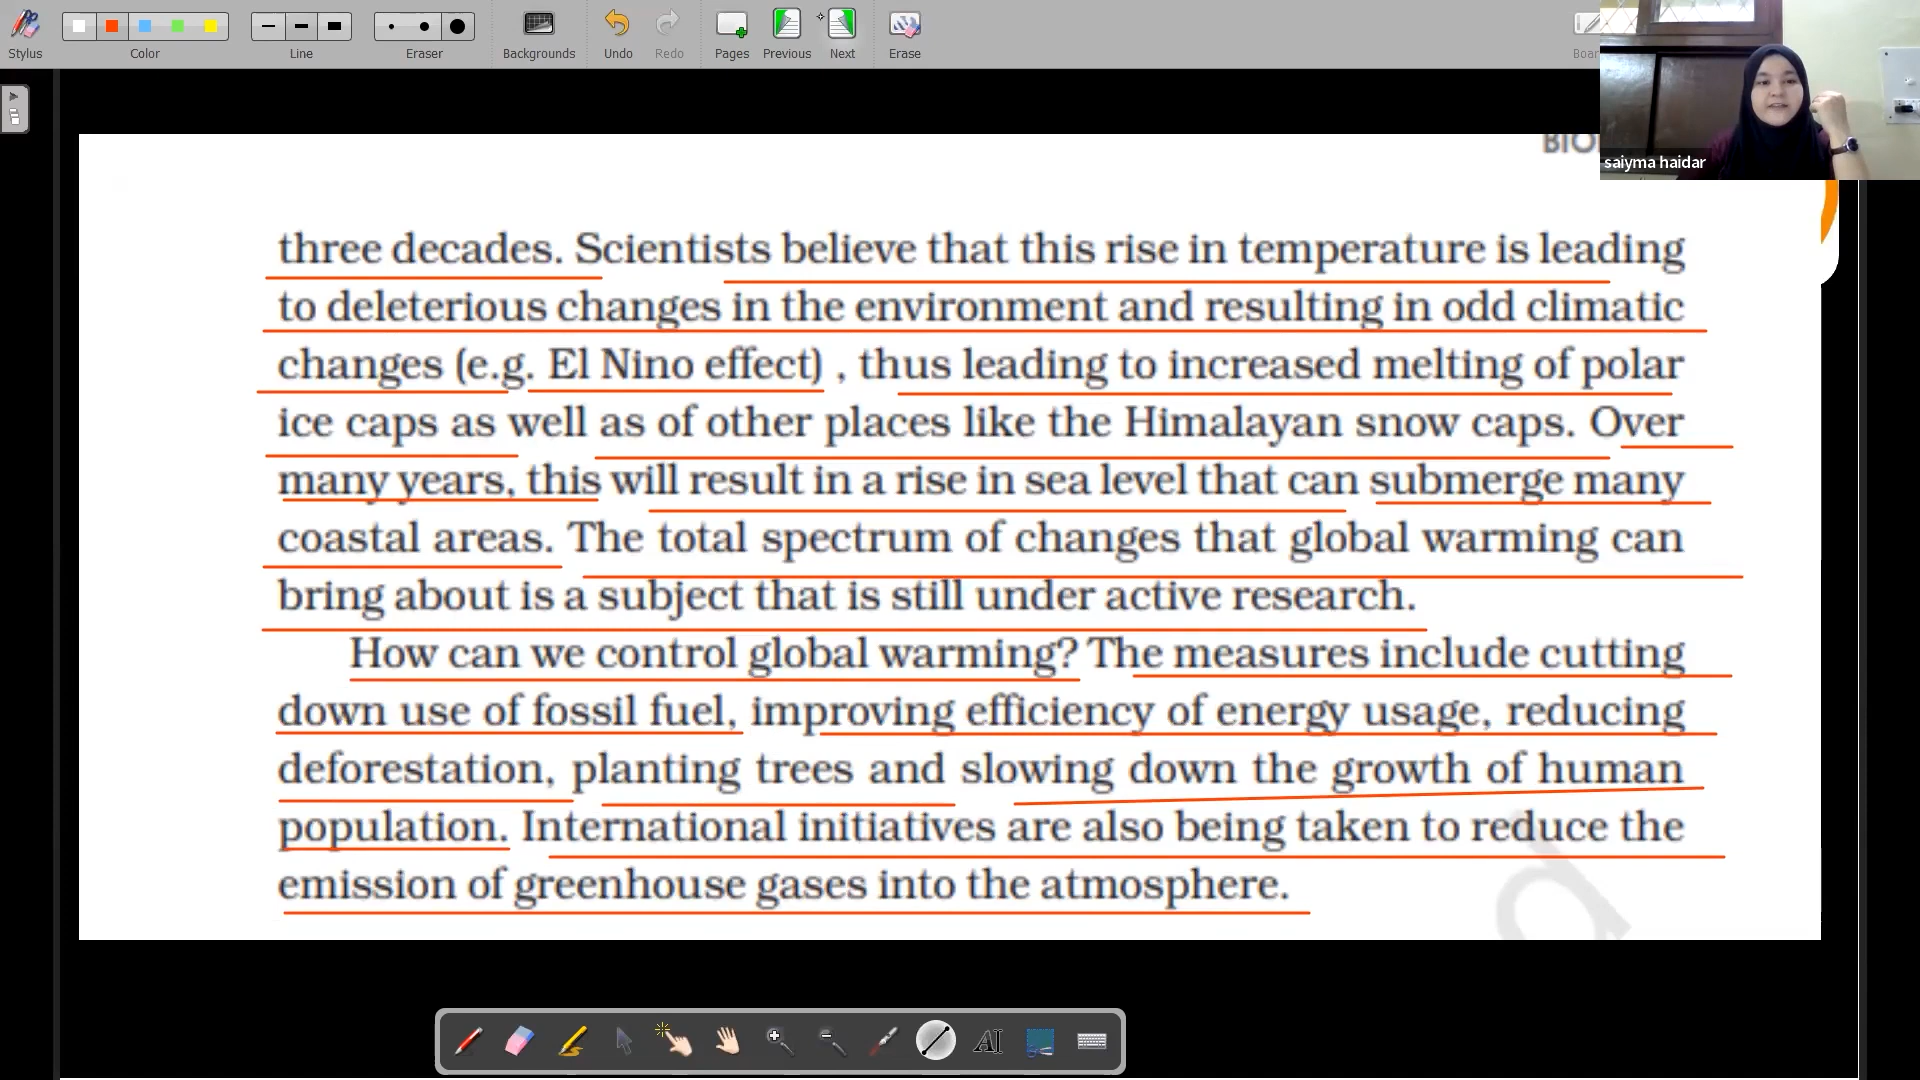 Stylus
Color
Line
Eraser
Backgrounds
Undo
Redo
Pages
Previous
Next
Erase
saiyma haidar
three decades. Scientists believe that this rise in temperature is leading
to deleterious changes in the environment and resulting in odd climatic
changes (e.g. El Nino effect) , thus leading to increased melting of polar
ice caps as well as of other places like the Himalayan snow caps. Over
many years, this will result in a rise in sea level that can submerge many
coastal areas. The total spectrum of changes that global warming can
bring about is a subject that is still under active research.
How can we control global warming? The measures include cutting
down use of fossil fuel, improving efficiency of energy usage, reducing
deforestation, planting trees and slowing down the growth of human
population. International initiatives are also being taken to reduce the
emission of greenhouse gases into the atmosphere.
AI